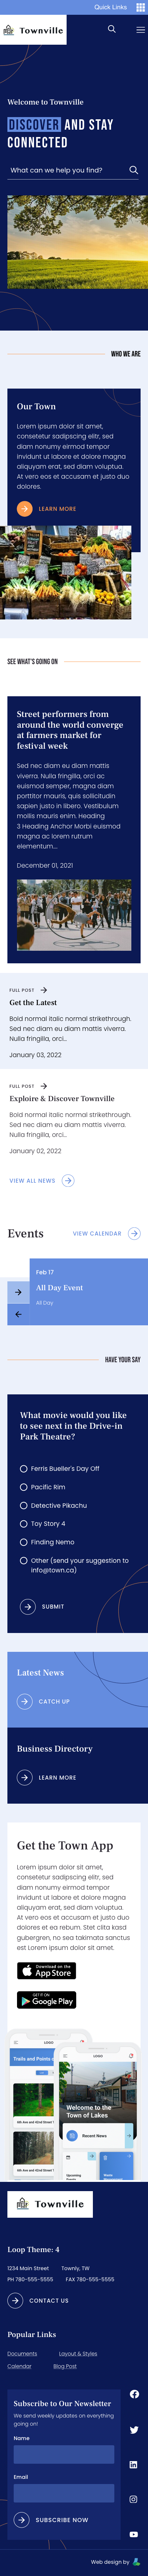 Quick Links
Townville
Welcome to Townville
DISCOVER AND STAY
CONNECTED
What can we help you find?
WHO WE ARE
Our Town
Lorem ipsum dolor sit amet,
consetetur sadipscing elitr, sed
diam nonumy eirmod tempor
invidunt ut labore et dolore magna
aliquyam erat, sed diam voluptua.
At vero eos et accusam et justo duo
dolores.
LEARN MORE
SEE WHAT'S GOING ON
Street performers from
around the world converge
at farmers market for
festival week
Sed nec diam eu diam mattis
viverra. Nulla fringilla, orci ac
euismod semper, magna diam
porttitor mauris, quis sollicitudin
sapien justo in libero. Vestibulum
mollis mauris enim. Heading
3 Heading Anchor Morbi euismod
magna ac lorem rutrum
elementum....
December 01, 2021
FULL POST
Get the Latest
Bold normal italic normal strikethrough.
Sed nec diam eu diam mattis viverra.
Nulla fringilla, orci...
January 03, 2022
FULL POST
Exploire & Discover Townville
Bold normal italic normal strikethrough.
Sed nec diam eu diam mattis viverra.
Nulla fringilla, orci...
January 02, 2022
VIEW ALL NEWS
Events
VIEW CALENDAR
Feb 17
All Day Event
All Day
HAVE YOUR SAY
What movie would you like
to see next in the Drive-in
Park Theatre?
Ferris Bueller's Day Off
Pacific Rim
Detective Pikachu
Toy Story 4
Finding Nemo
Other (send your suggestion to
info@town.ca)
SUBMIT
Latest News
CATCH UP
Business Directory
LEARN MORE
Get the Town App
Lorem ipsum dolor sit amet,
consetetur sadipscing elitr, sed
diam nonumy eirmod tempor
invidunt ut labore et dolore magna
aliquyam erat, sed diam voluptua.
At vero eos et accusam et justo duo
dolores et ea rebum. Stet clita kasd
gubergren, no sea takimata sanctus
est Lorem ipsum dolor sit amet.
Download on the
App Store
GET IT ON
Google Play
LOGO
LOGO
Trails and Points o
Welcome to the
Town of Lakes
Recent News
Upcoming
Events
Townville
Loop Theme: 4
1234 Main Street Townly, TW
PH 780-555-5555 FAX 780-555-5555
CONTACT US
Popular Links
Documents Layout & Styles
Calendar Blog Post
Subscribe to Our Newsletter
We send weekly updates on everything
going on!
Name
Email
SUBSCRIBE NOW
Web design by